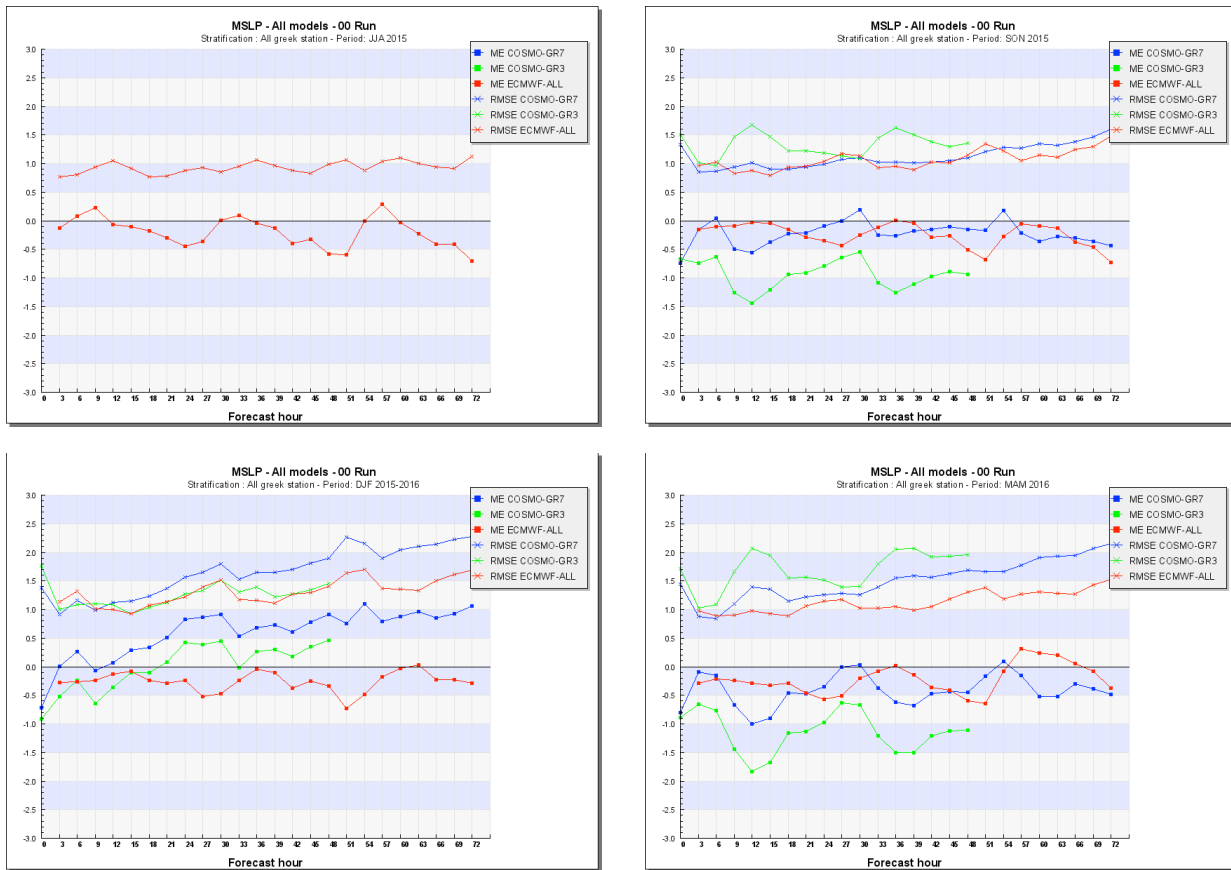 MSLP - All models - 00 Run
Stratification : All greek station - Period: JJA 2015
ME COSMO-GR7
ME COSMO-GR3
ME ECMWF-ALL
RMSE COSMO-GR7
RMSE COSMO-GR3
RMSE ECMWF-ALL
3.0
2.5
2.0
1.5
1.0
0.5
0.0
-0.5
-1.0
-1.5
-2.0
-2.5
-3.0
0 3 6 9 12 15 18 21 24 27 30 33 36 39 42 45 48 51 54 57 60 63 66 69 72
Forecast hour
MSLP - All models - 00 Run
Stratification : All greek station - Period: SON 2015
ME COSMO-GR7
ME COSMO-GR3
ME ECMWF-ALL
RMSE COSMO-GR7
RMSE COSMO-GR3
RMSE ECMWF-ALL
3.0
2.5
2.0
1.5
1.0
0.5
0.0
-0.5
-1.0
-1.5
-2.0
-2.5
-3.0
0 3 6 9 12 15 18 21 24 27 30 33 36 39 42 45 48 51 54 57 60 63 66 69 72
Forecast hour
MSLP - All models - 00 Run
Stratification : All greek station - Period: DJF 2015-2016
ME COSMO-GR7
ME COSMO-GR3
ME ECMWF-ALL
RMSE COSMO-GR7
RMSE COSMO-GR3
RMSE ECMWF-ALL
3.0
2.5
2.0
1.5
1.0
0.5
0.0
-0.5
-1.0
-1.5
-2.0
-2.5
-3.0
0 3 6 9 12 15 18 21 24 27 30 33 36 39 42 45 48 51 54 57 60 63 66 69 72
Forecast hour
MSLP - All models - 00 Run
Stratification : All greek station - Period: MAM 2016
ME COSMO-GR7
ME COSMO-GR3
ME ECMWF-ALL
RMSE COSMO-GR7
RMSE COSMO-GR3
RMSE ECMWF-ALL
3.0
2.5
2.0
1.5
1.0
0.5
0.0
-0.5
-1.0
-1.5
-2.0
-2.5
-3.0
0 3 6 9 12 15 18 21 24 27 30 33 36 39 42 45 48 51 54 57 60 63 66 69 72
Forecast hour